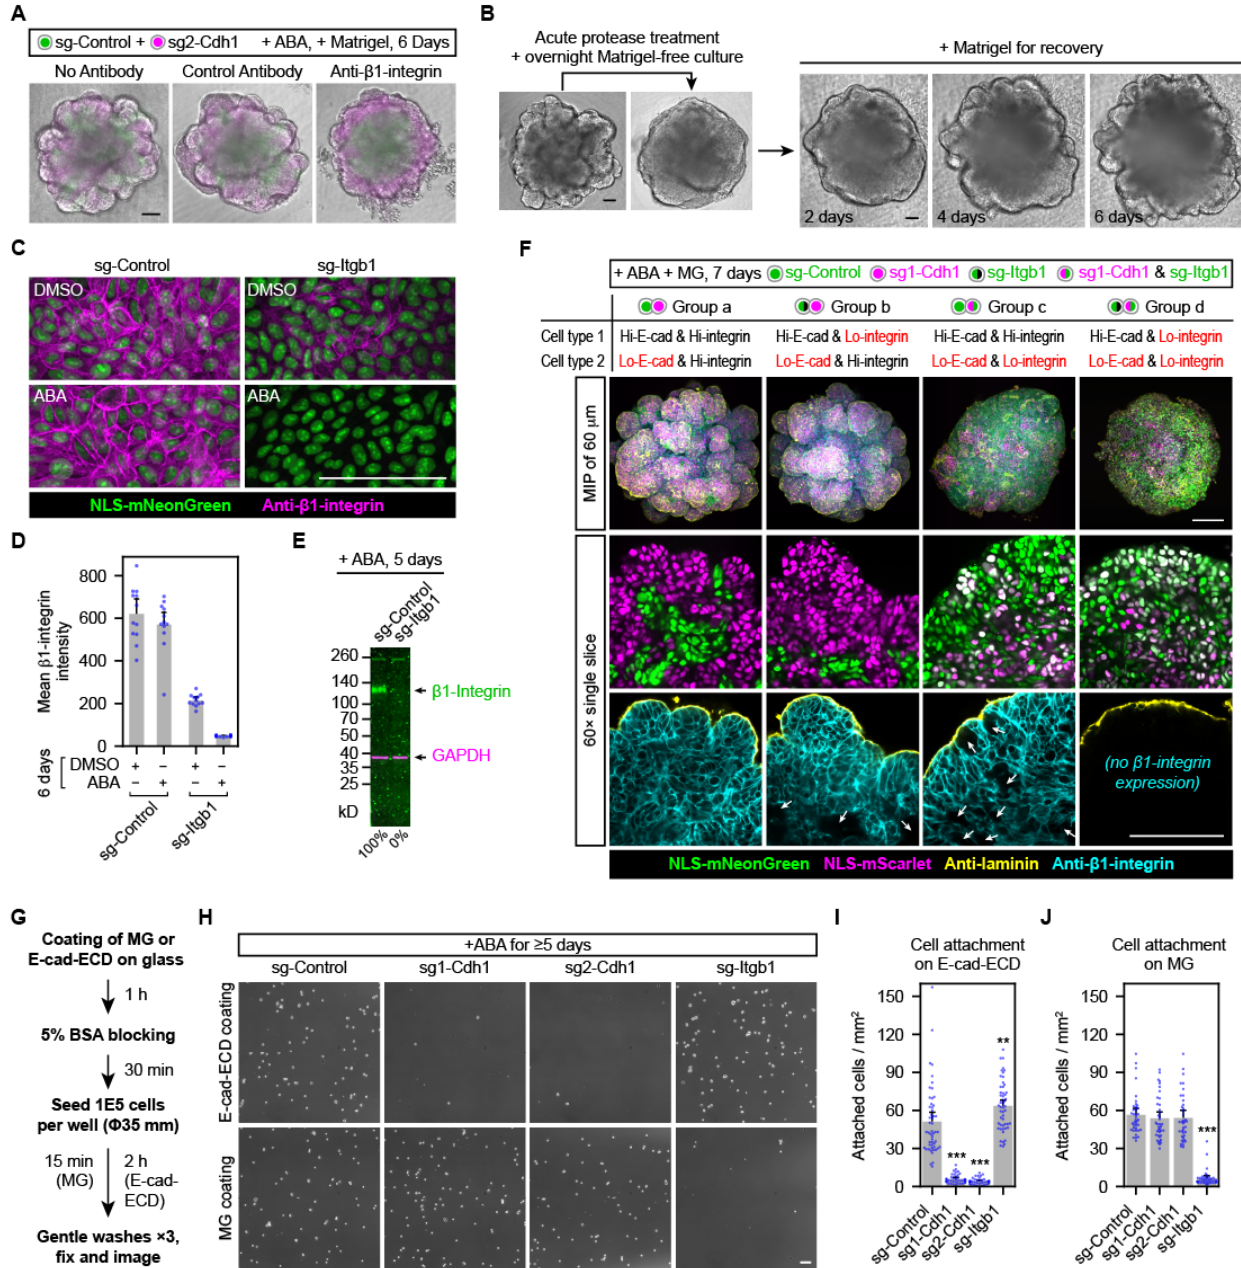 A
sg-Control + sg2-Cdh1 + ABA, + Matrigel, 6 Days
No Antibody Control Antibody Anti-β1-integrin
B
Acute protease treatment
+ overnight Matrigel-free culture
+ Matrigel for recovery
2 days 4 days 6 days
C
sg-Control sg-Itgb1
DMSO DMSO
ABA ABA
NLS-mNeonGreen Anti-β1-integrin
D
Mean β1-integrin
intensity
800
600
400
200
0
6 days
DMSO + – + –
ABA – + – +
sg-Control sg-Itgb1
E
+ ABA, 5 days
sg-Control
sg-Itgb1
260
140
100
70
50
40
35
25
kD
β1-Integrin
GAPDH
100% 0%
F
+ ABA + MG, 7 days sg-Control sg1-Cdh1 sg-Itgb1 sg1-Cdh1 & sg-Itgb1
Group a Group b Group c Group d
Cell type 1 Hi-E-cad & Hi-integrin Hi-E-cad & Lo-integrin Hi-E-cad & Hi-integrin Hi-E-cad & Lo-integrin
Cell type 2 Lo-E-cad & Hi-integrin Lo-E-cad & Hi-integrin Lo-E-cad & Lo-integrin Lo-E-cad & Lo-integrin
MIP of 60 μm
60× single slice
(no β1-integrin
expression)
NLS-mNeonGreen NLS-mScarlet Anti-laminin Anti-β1-integrin
G
Coating of MG or
E-cad-ECD on glass
1 h
5% BSA blocking
30 min
Seed 1E5 cells
per well (Φ35 mm)
15 min
(MG)
2 h
(E-cad-
ECD)
Gentle washes ×3,
fix and image
H
+ABA for ≥5 days
sg-Control sg1-Cdh1 sg2-Cdh1 sg-Itgb1
E-cad-ECD coating
MG coating
I
Cell attachment
on E-cad-ECD
Attached cells / mm²
150
120
90
60
30
0
*** *** **
sg-Control
sg1-Cdh1
sg2-Cdh1
sg-Itgb1
J
Cell attachment
on MG
Attached cells / mm²
150
120
90
60
30
0
***
sg-Control
sg1-Cdh1
sg2-Cdh1
sg-Itgb1